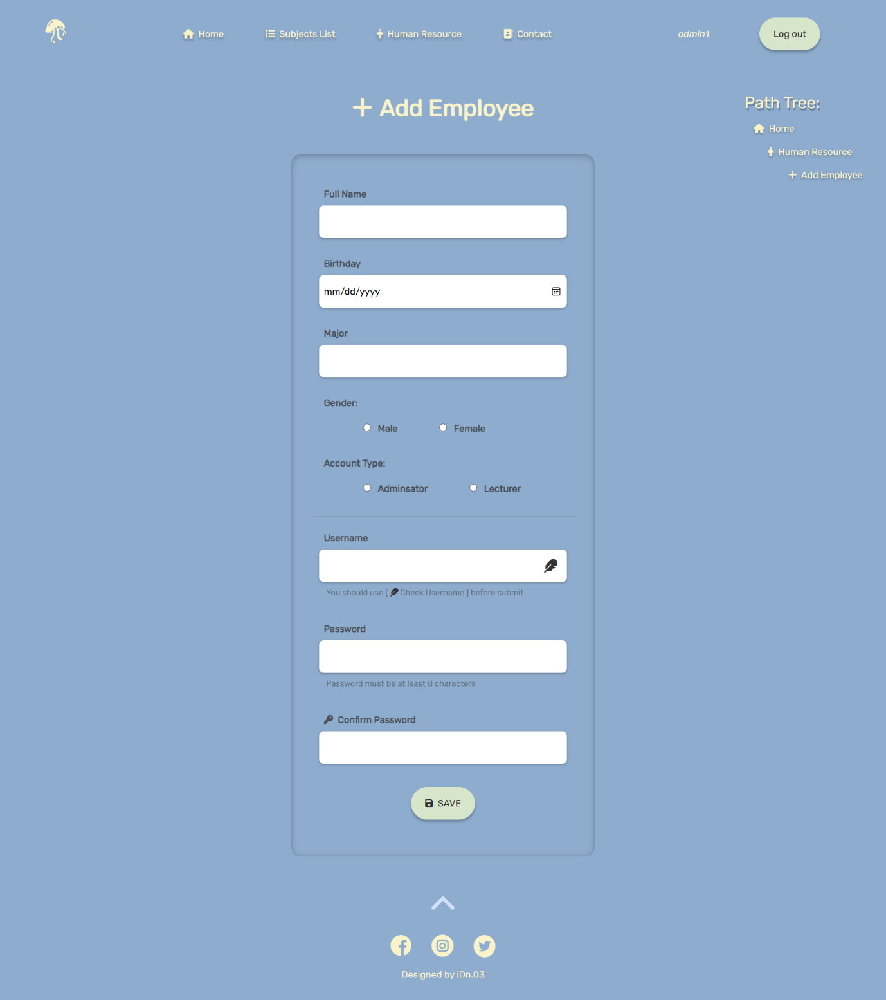 Home
Subjects List
Human Resource
Contact
admin1
Log out
Add Employee
Path Tree:
Home
Human Resource
Add Employee
Full Name
Birthday
mm/dd/yyyy
Major
Gender:
Male
Female
Account Type:
Adminsator
Lecturer
Username
You should use [ Check Username ] before submit
Password
Password must be at least 8 characters
Confirm Password
SAVE
Designed by iDn.03